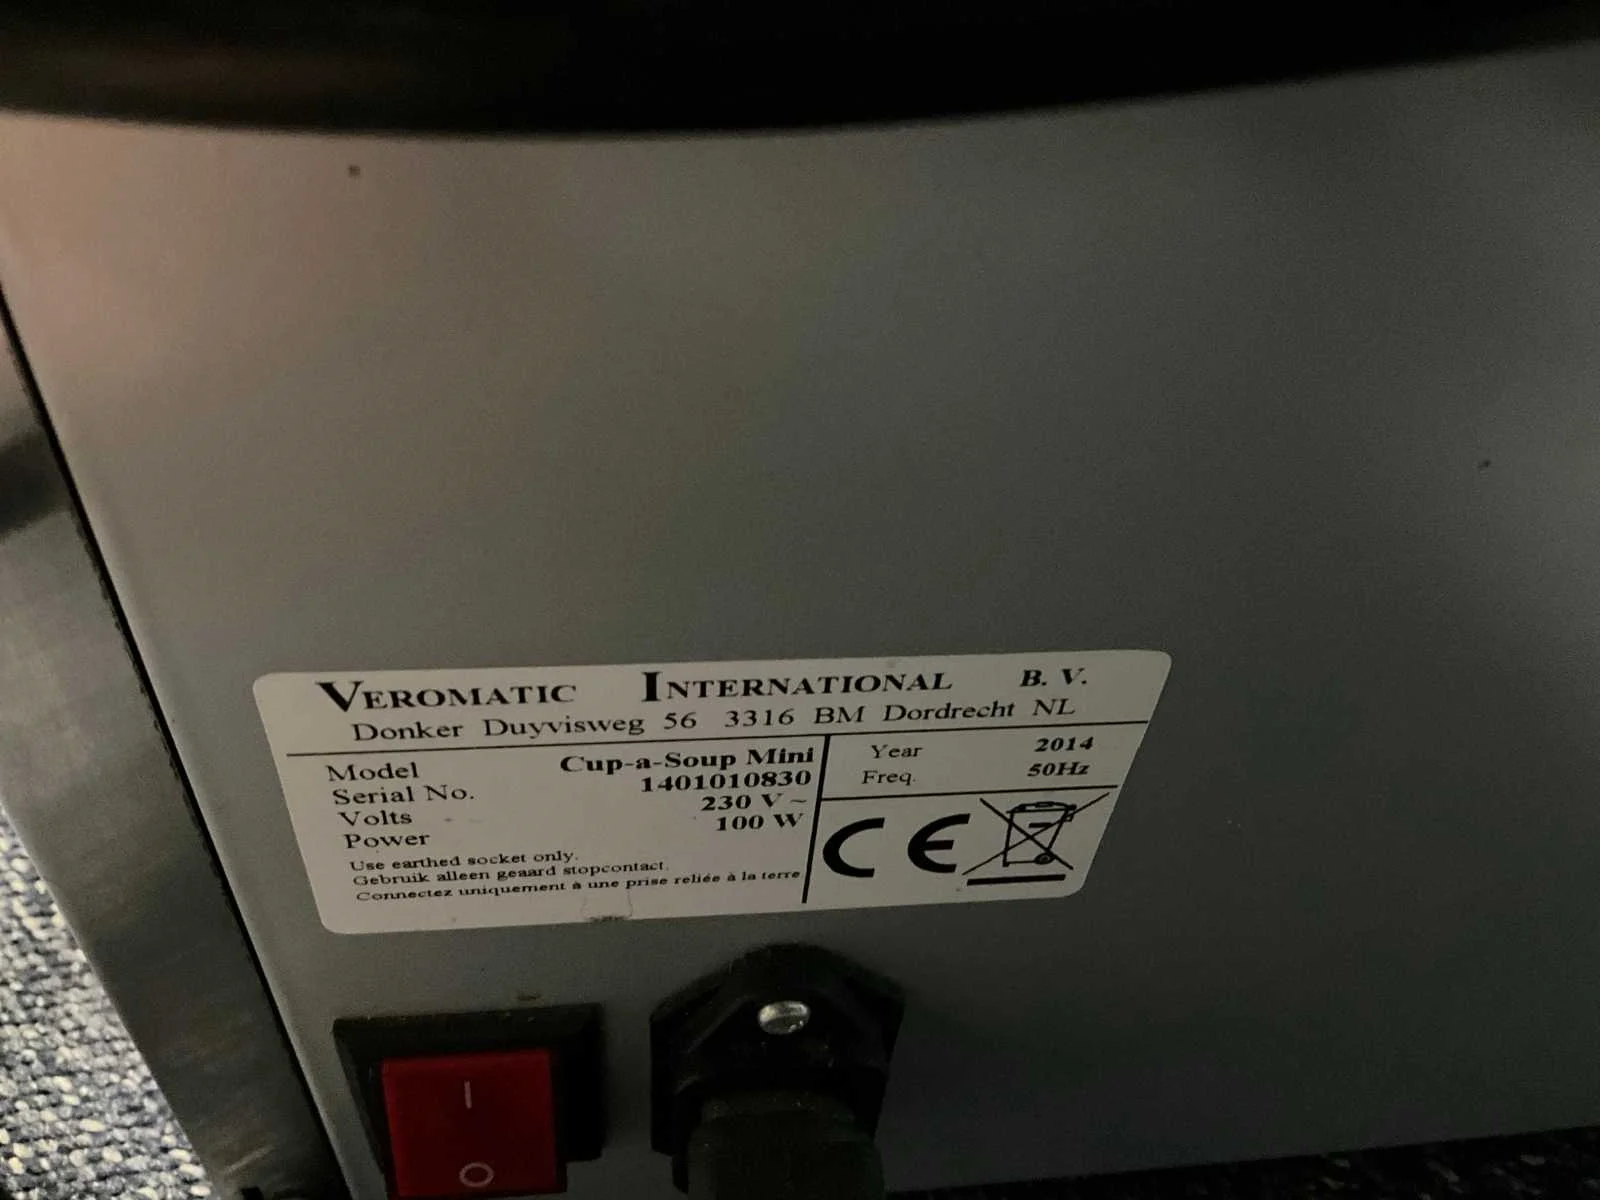 VEROMATIC INTERNATIONAL B. V.
Donker Duyvisweg 56 3316 BM Dordrecht NL
Model Cup-a-Soup Mini
Serial No. 1401010830
Volts 230 V ~
Power 100 W
Use earthed socket only.
Gebruik alleen geaard stopcontact.
Connectez uniquement à une prise reliée à la terre
Year 2014
Freq. 50Hz
CE
I
O